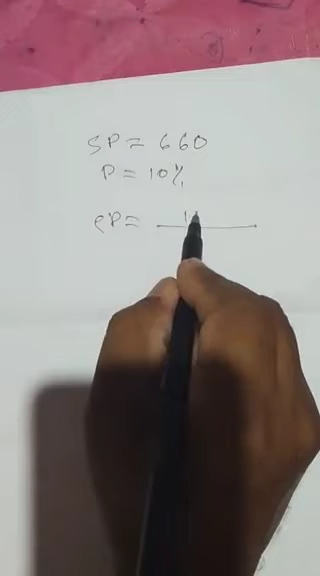 SP = 660
P = 10%
CP =